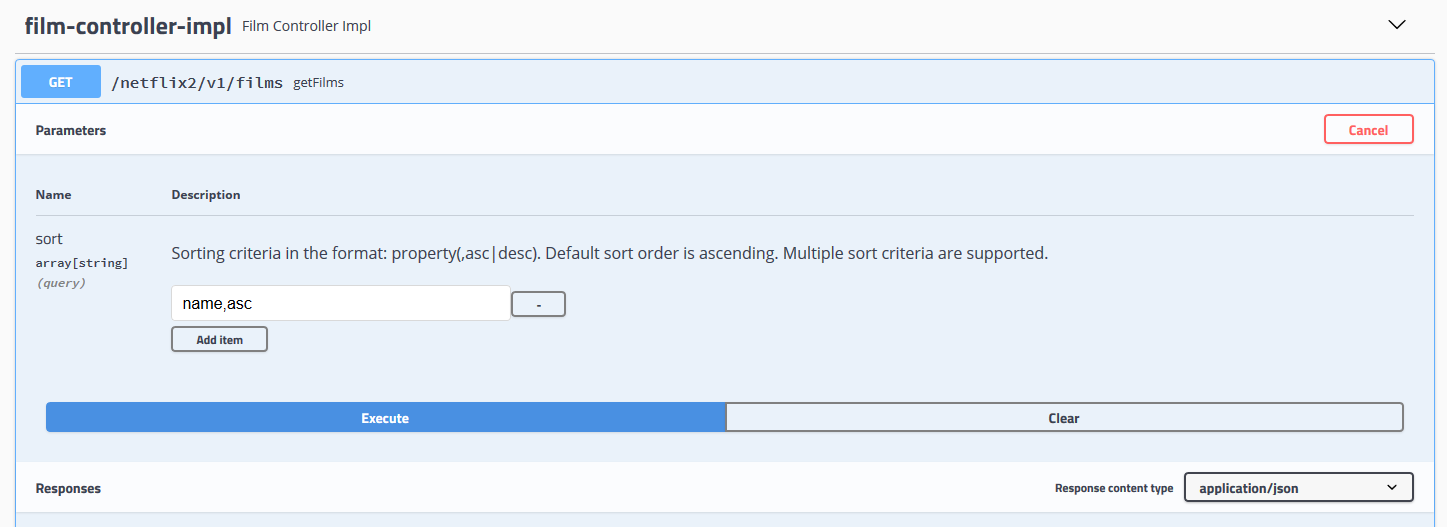 film-controller-impl Film Controller Impl
GET /netflix2/v1/films getFilms
Parameters Cancel
Name Description
sort
array[string]
(query)
Sorting criteria in the format: property(,asc|desc). Default sort order is ascending. Multiple sort criteria are supported.
name,asc -
Add item
Execute Clear
Responses Response content type application/json